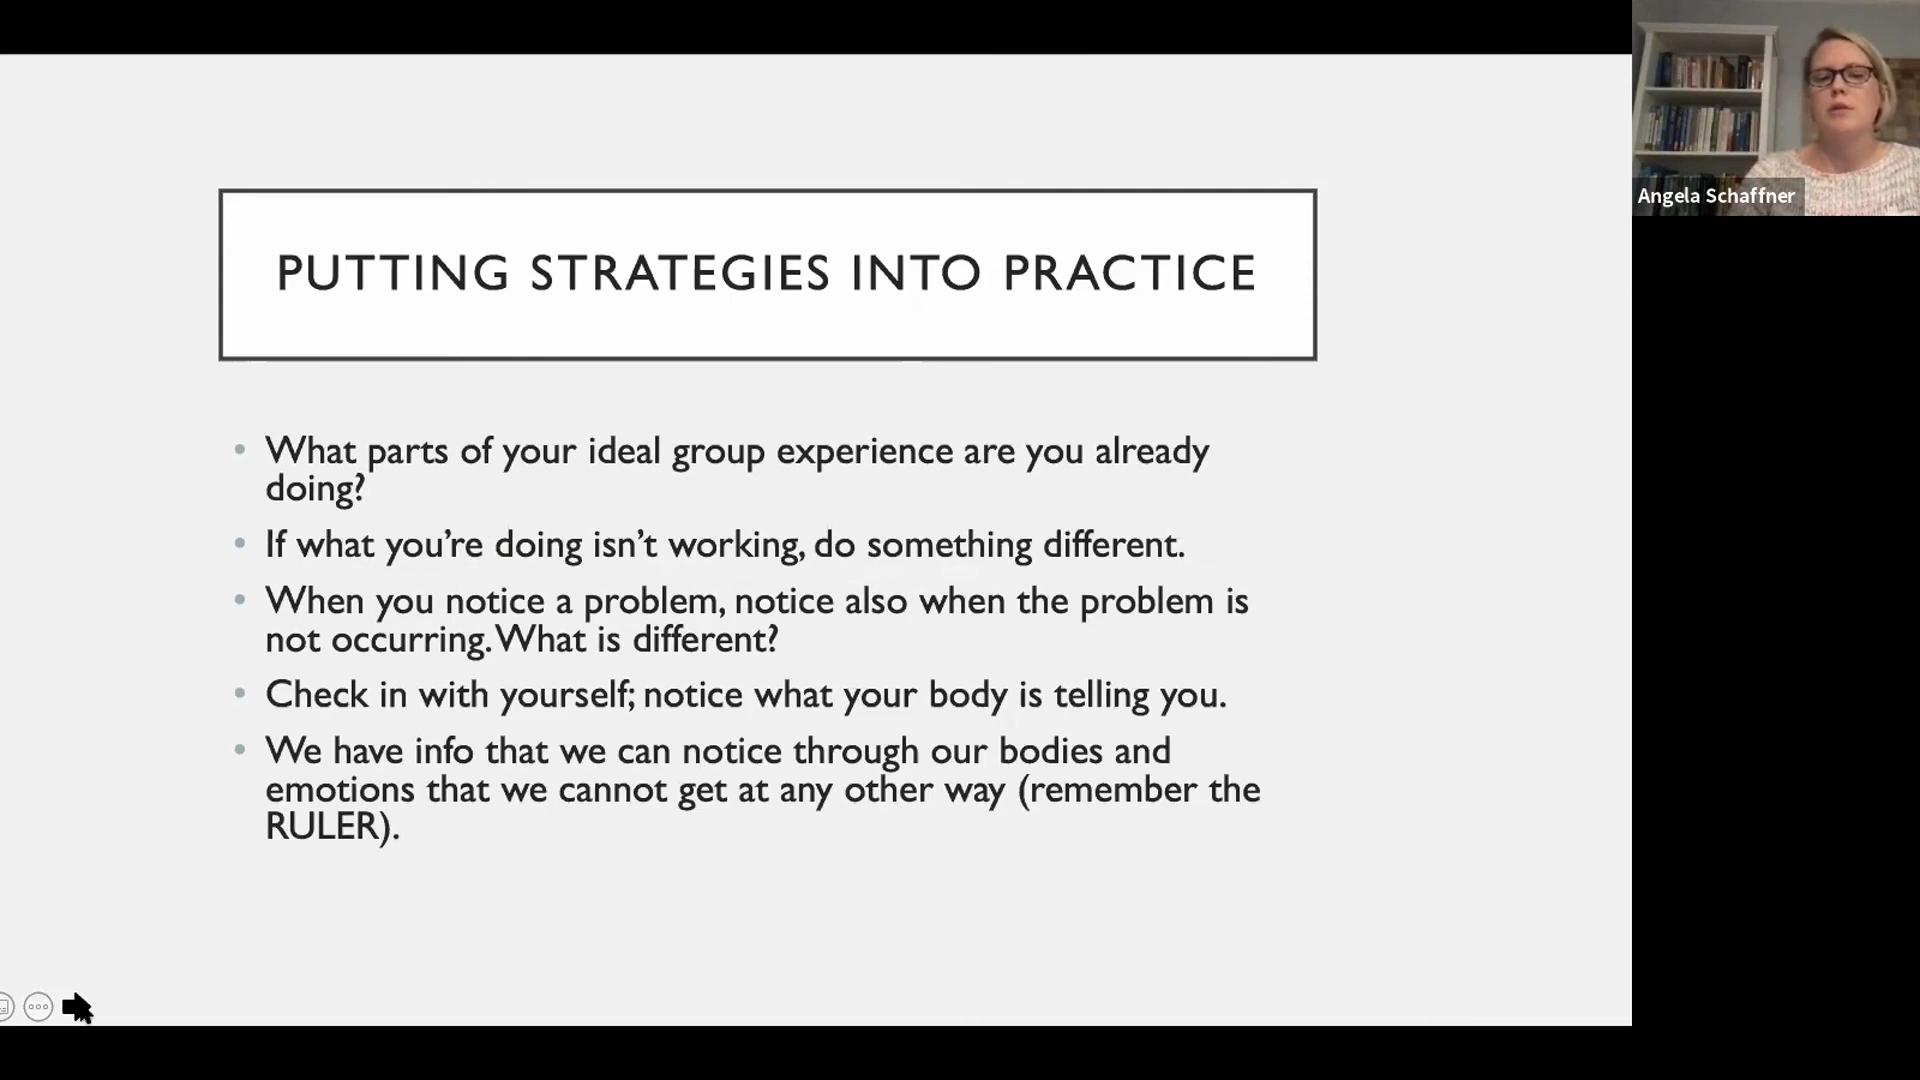 PUTTING STRATEGIES INTO PRACTICE
• What parts of your ideal group experience are you already
doing?
• If what you’re doing isn’t working, do something different.
• When you notice a problem, notice also when the problem is
not occurring. What is different?
• Check in with yourself; notice what your body is telling you.
• We have info that we can notice through our bodies and
emotions that we cannot get at any other way (remember the
RULER).
Angela Schaffner